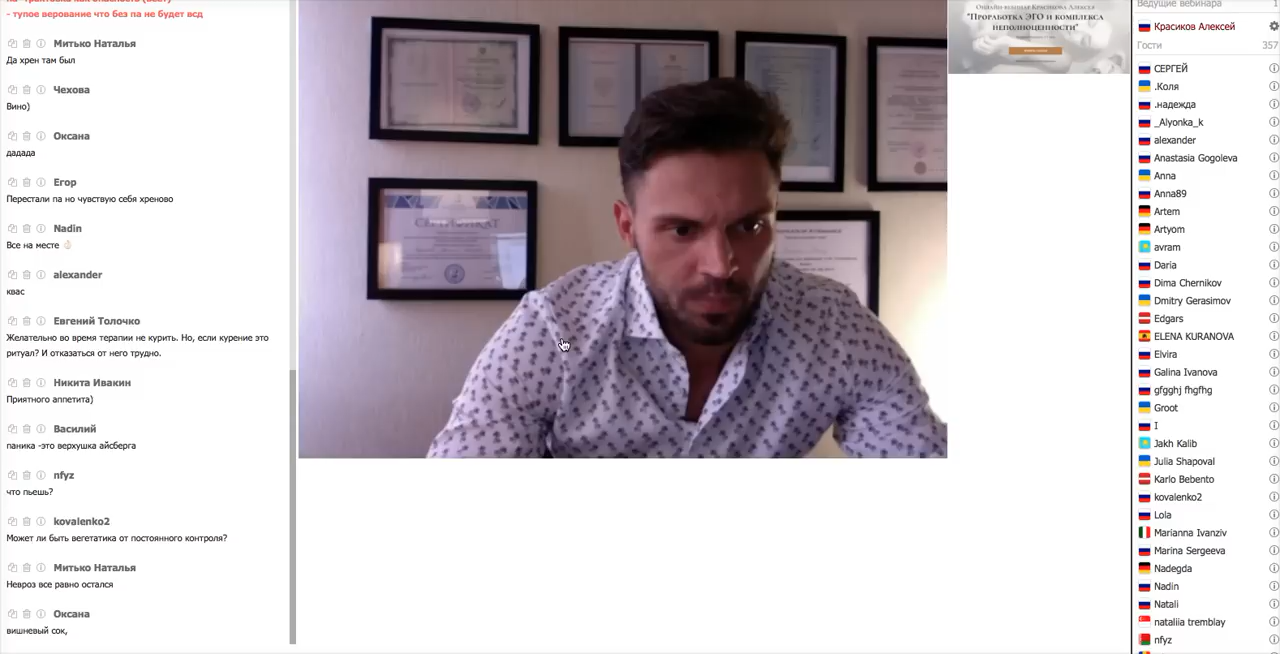 - тупое верование что без па не будет всд
Митько Наталья
Да хрен там был
Чехова
Вино)
Оксана
дадада
Егор
Перестали па но чувствую себя хреново
Nadin
Все на месте 👌🏻
alexander
квас
Евгений Толочко
Желательно во время терапии не курить. Но, если курение это
ритуал? И отказаться от него трудно.
Никита Ивакин
Приятного аппетита)
Василий
паника -это верхушка айсберга
nfyz
что пьешь?
kovalenko2
Может ли быть вегетатика от постоянного контроля?
Митько Наталья
Невроз все равно остался
Оксана
вишневый сок,
СЕРТИФИКАТ
Онлайн-вебинар Красикова Алексея
"Проработка ЭГО и комплекса
неполноценности"
Ведущие вебинара 1
Красиков Алексей
Гости 357
СЕРГЕЙ
.Коля
.надежда
_Alyonka_k
alexander
Anastasia Gogoleva
Anna
Anna89
Artem
Artyom
avram
Daria
Dima Chernikov
Dmitry Gerasimov
Edgars
ELENA KURANOVA
Elvira
Galina Ivanova
gfgghj fhgfhg
Groot
I
Jakh Kalib
Julia Shapoval
Karlo Bebento
kovalenko2
Lola
Marianna Ivanziv
Marina Sergeeva
Nadegda
Nadin
Natali
nataliia tremblay
nfyz